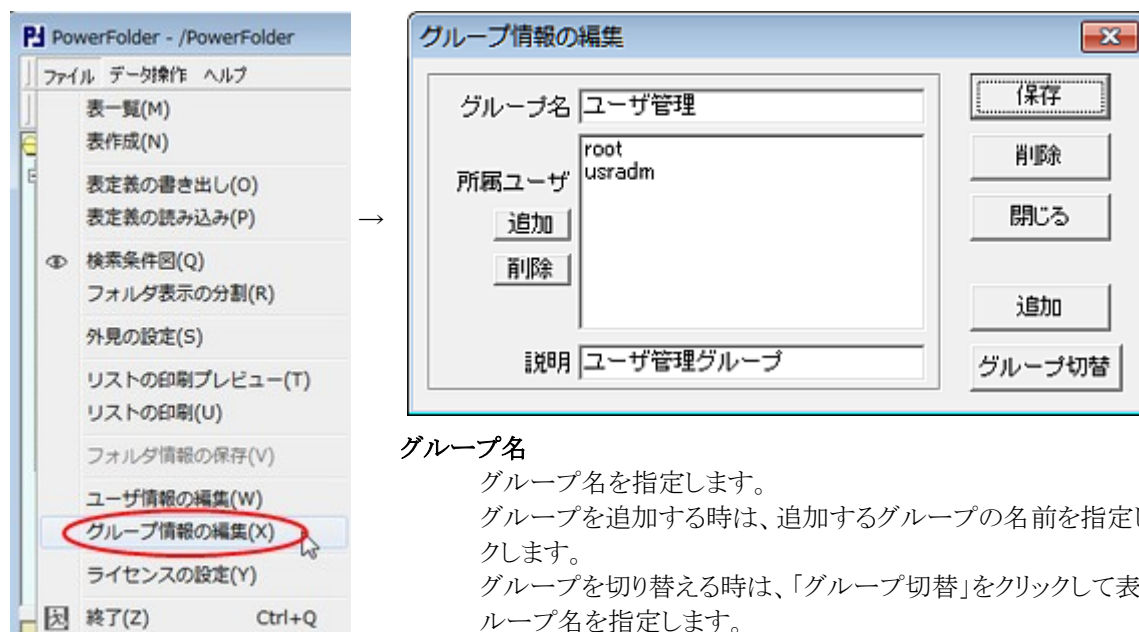 PowerFolder - /PowerFolder
ファイル データ操作 ヘルプ
表一覧(M)
表作成(N)
表定義の書き出し(O)
表定義の読み込み(P)
検索条件図(Q)
フォルダ表示の分割(R)
外見の設定(S)
リストの印刷プレビュー(T)
リストの印刷(U)
フォルダ情報の保存(V)
ユーザ情報の編集(W)
グループ情報の編集(X)
ライセンスの設定(Y)
終了(Z) Ctrl+Q
→
グループ情報の編集
グループ名 ユーザ管理
所属ユーザ
root
usradm
追加
削除
説明 ユーザ管理グループ
保存
削除
閉じる
追加
グループ切替
グループ名
グループ名を指定します。
グループを追加する時は、追加するグループの名前を指定し
クします。
グループを切り替える時は、「グループ切替」をクリックして表
ループ名を指定します。